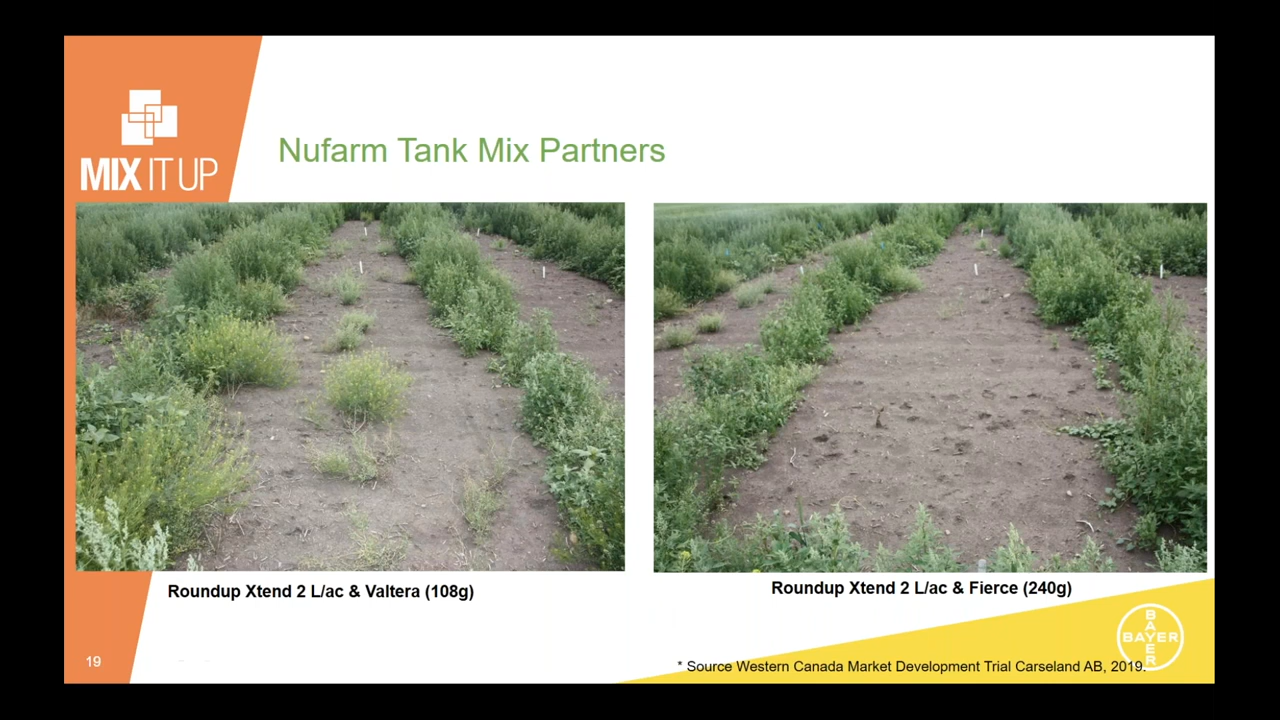 MIX IT UP
Nufarm Tank Mix Partners
Roundup Xtend 2 L/ac & Valtera (108g)
Roundup Xtend 2 L/ac & Fierce (240g)
19
* Source Western Canada Market Development Trial Carseland AB, 2019.
BAYER
BAYER